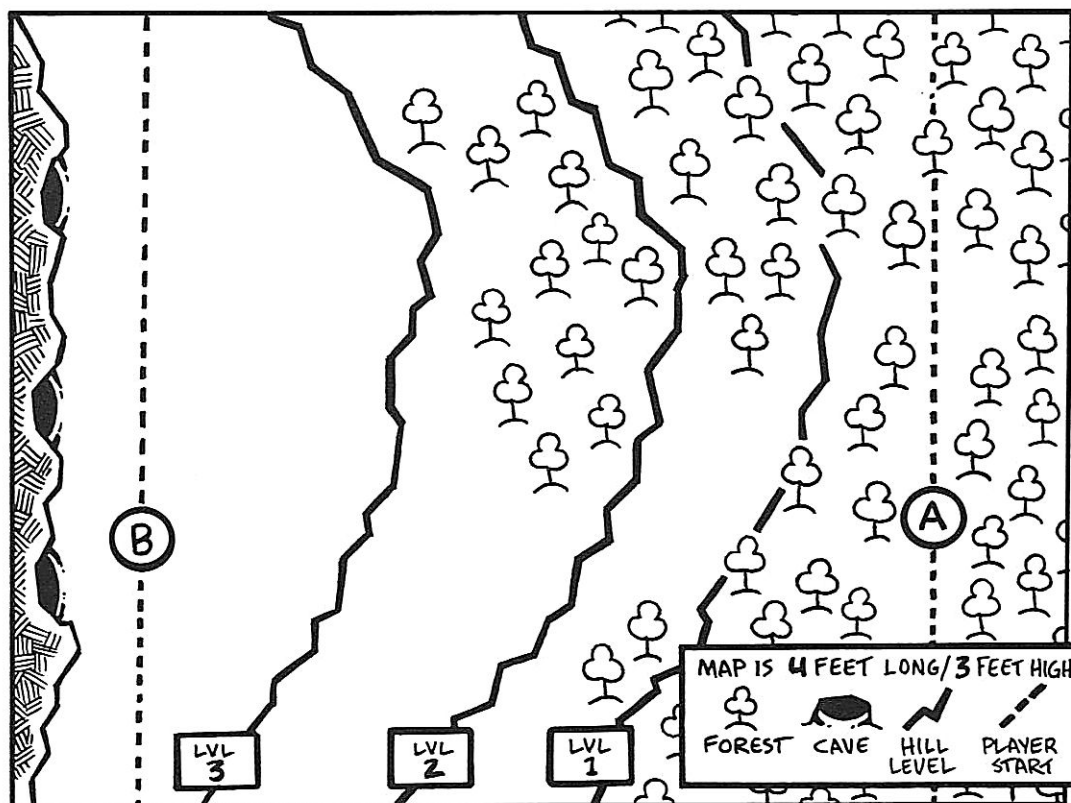 B
A
MAP IS 4 FEET LONG/3 FEET HIGH
FOREST
CAVE
HILL LEVEL
PLAYER START
LVL 3
LVL 2
LVL 1